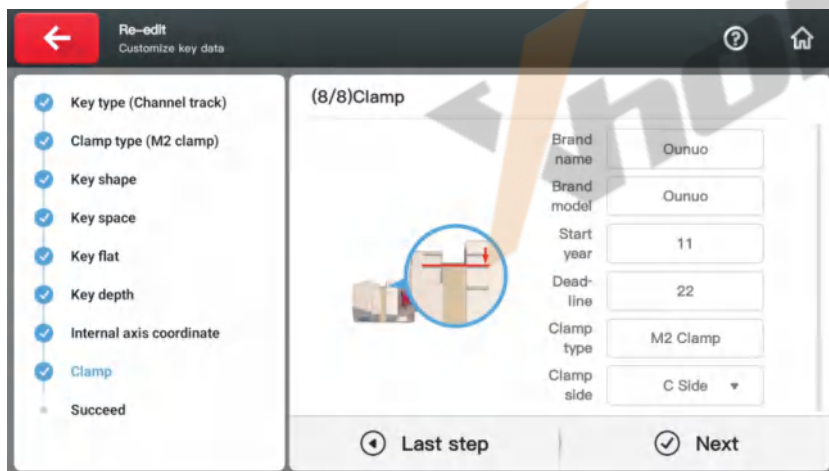 Re-edit
Customize key data
Key type (Channel track)
Clamp type (M2 clamp)
Key shape
Key space
Key flat
Key depth
Internal axis coordinate
Clamp
Succeed
(8/8)Clamp
Brand
name
Ounuo
Brand
model
Ounuo
Start
year
11
Dead-
line
22
Clamp
type
M2 Clamp
Clamp
side
C Side
Last step
Next